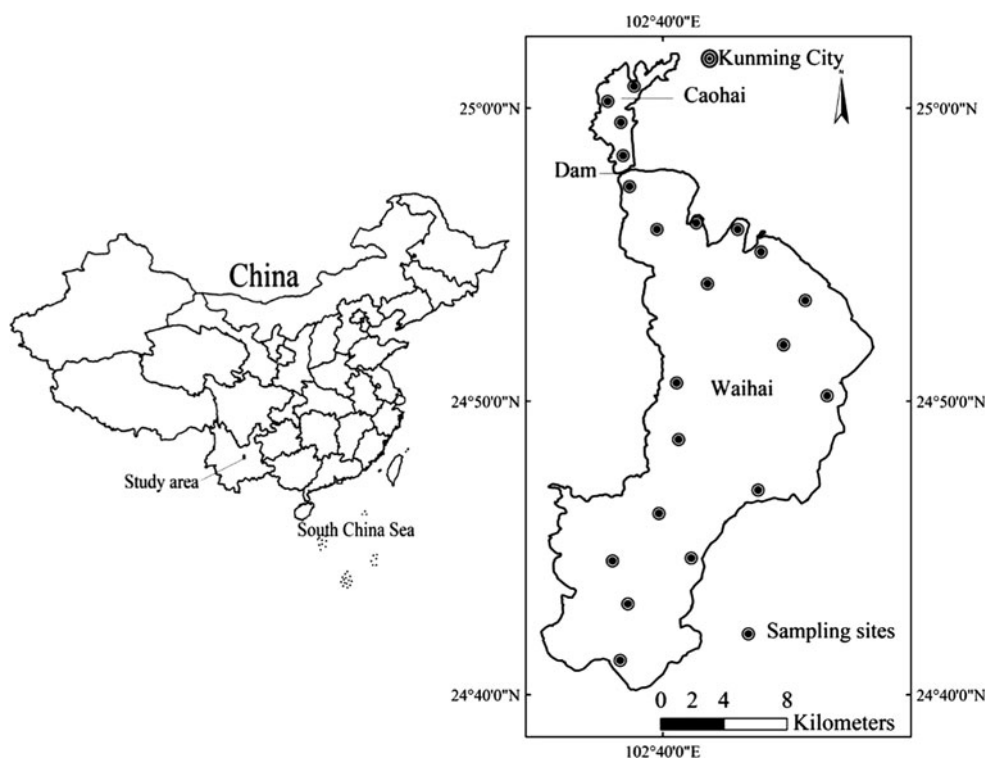 102°40'0"E
Kunming City
N
Caohai
25°0'0"N
25°0'0"N
Dam
China
Waihai
24°50'0"N
24°50'0"N
Study area
South China Sea
Sampling sites
24°40'0"N
24°40'0"N
0 2 4 8
Kilometers
102°40'0"E